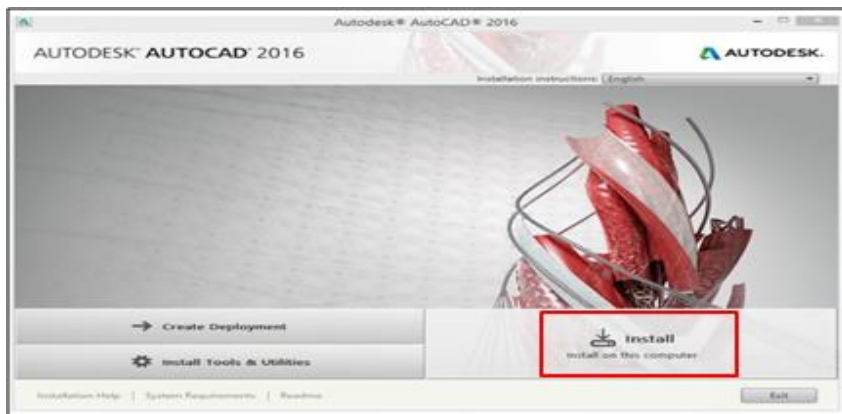 Autodesk® AutoCAD® 2016
AUTODESK® AUTOCAD® 2016
AUTODESK.
Installation instructions: English
Create Deployment
Install Tools & Utilities
Install
Install on this computer
Installation Help | System Requirements | Readme
Exit